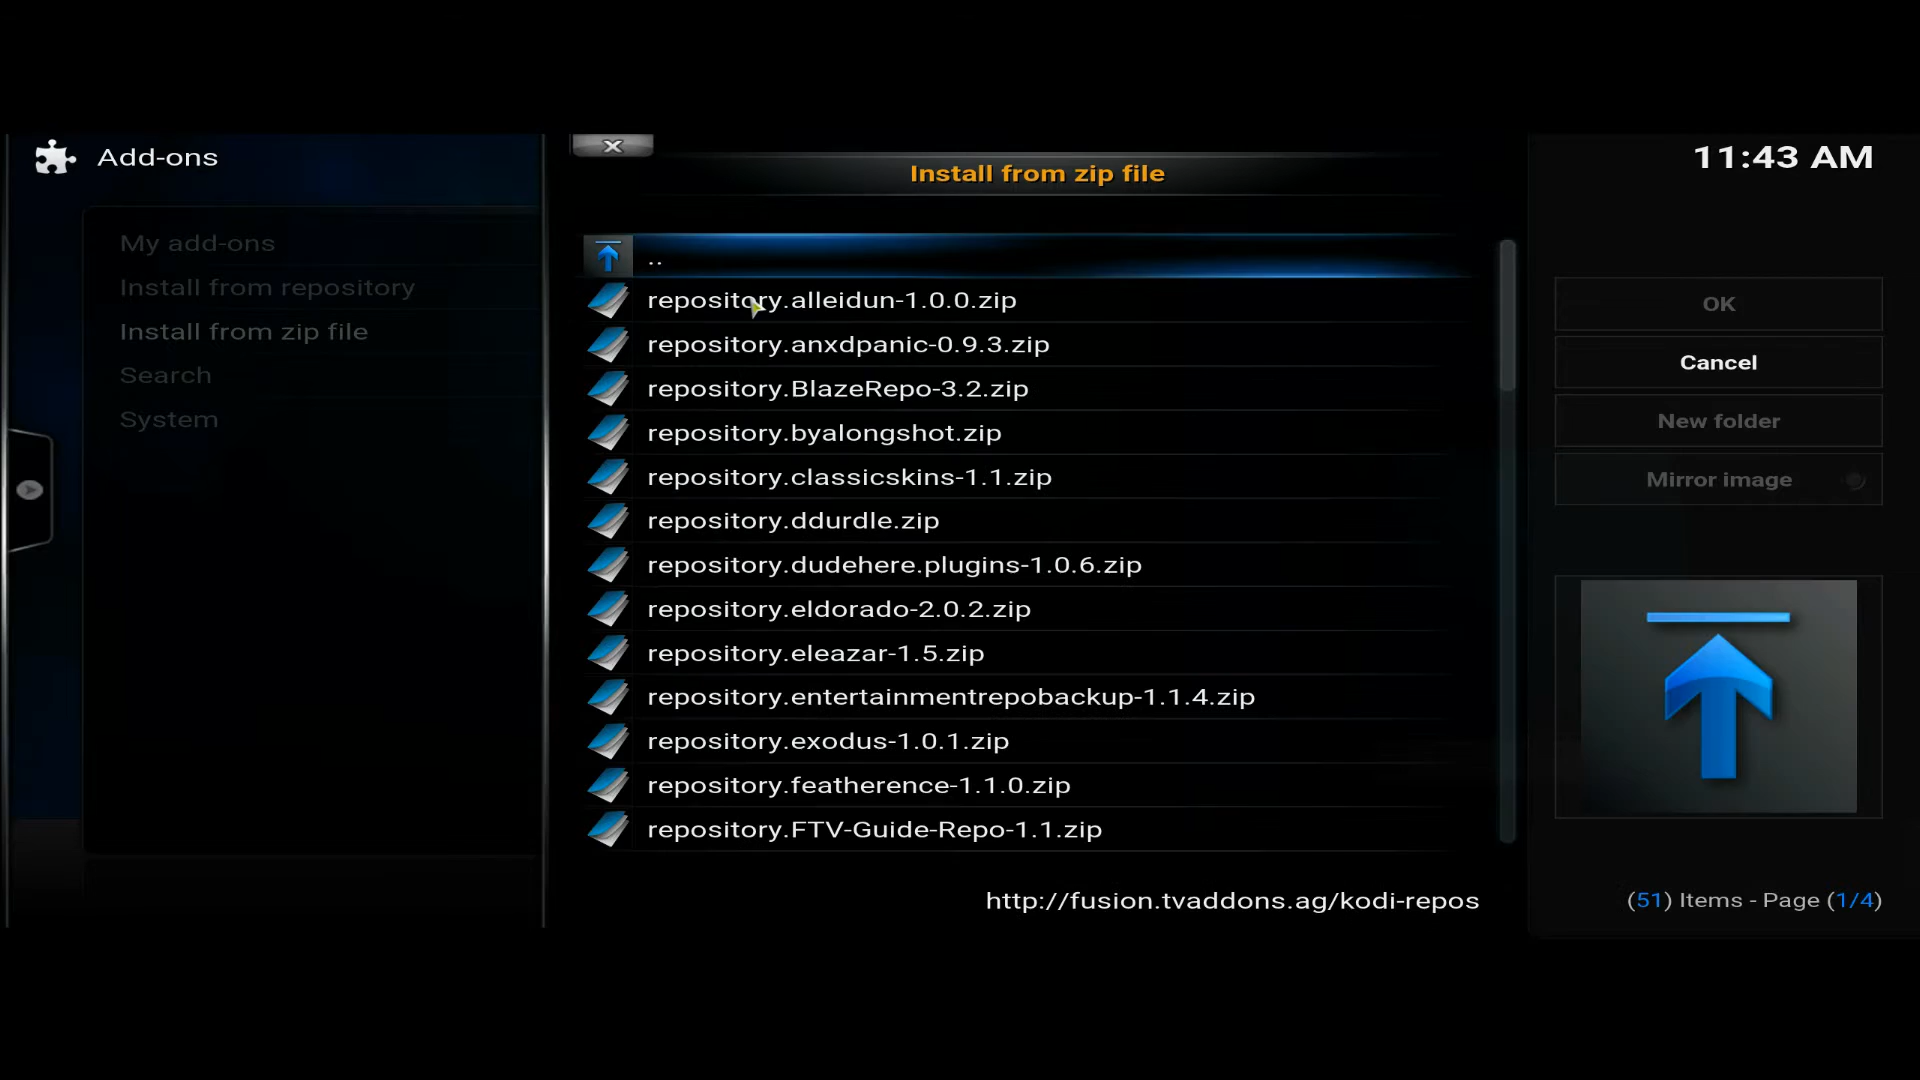 Add-ons
My add-ons
Install from repository
Install from zip file
Search
System
X
Install from zip file
..
repository.alleidun-1.0.0.zip
repository.anxdpanic-0.9.3.zip
repository.BlazeRepo-3.2.zip
repository.byalongshot.zip
repository.classicskins-1.1.zip
repository.ddurdle.zip
repository.dudehere.plugins-1.0.6.zip
repository.eldorado-2.0.2.zip
repository.eleazar-1.5.zip
repository.entertainmentrepobackup-1.1.4.zip
repository.exodus-1.0.1.zip
repository.featherence-1.1.0.zip
repository.FTV-Guide-Repo-1.1.zip
http://fusion.tvaddons.ag/kodi-repos
11:43 AM
OK
Cancel
New folder
Mirror image
(51) Items - Page (1/4)